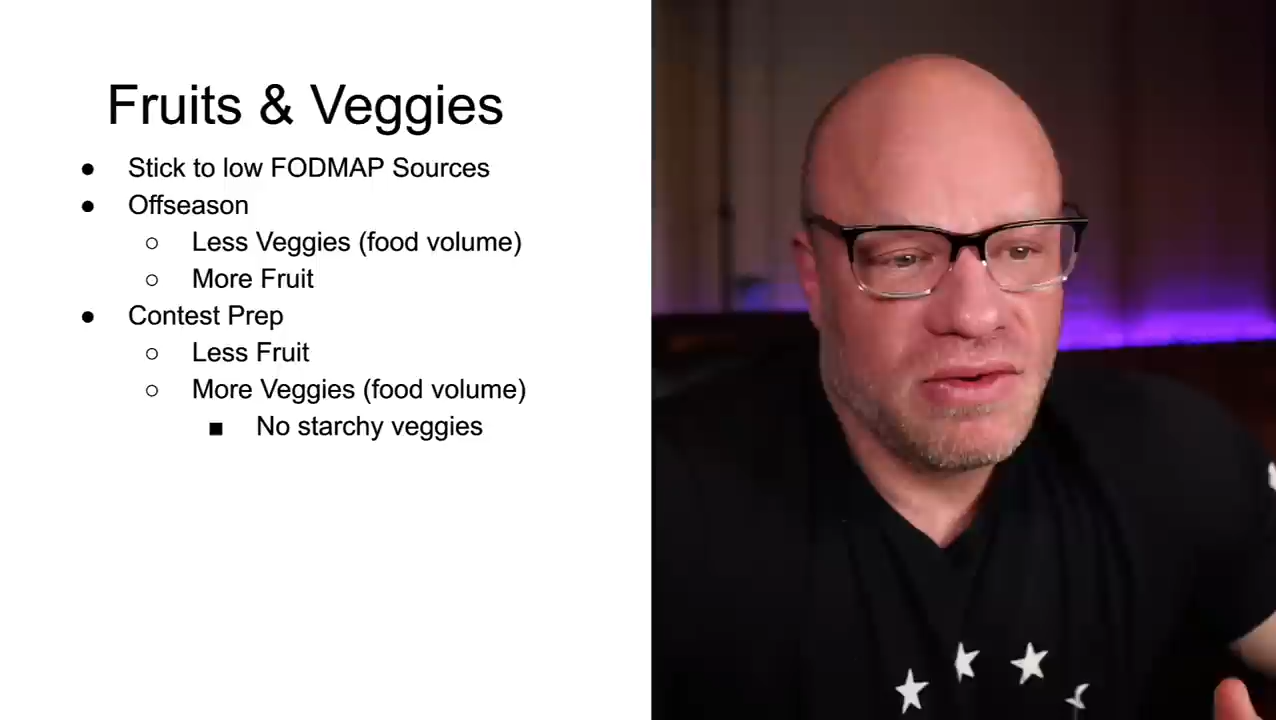 Fruits & Veggies
● Stick to low FODMAP Sources
● Offseason
○ Less Veggies (food volume)
○ More Fruit
● Contest Prep
○ Less Fruit
○ More Veggies (food volume)
■ No starchy veggies